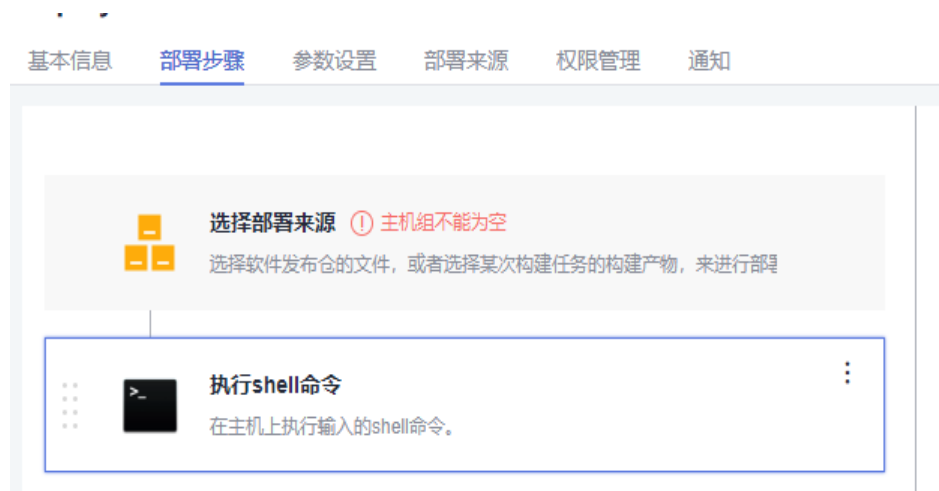 基本信息 部署步骤 参数设置 部署来源 权限管理 通知
选择部署来源 主机组不能为空
选择软件发布仓的文件，或者选择某次构建任务的构建产物，来进行部署
执行shell命令
在主机上执行输入的shell命令。